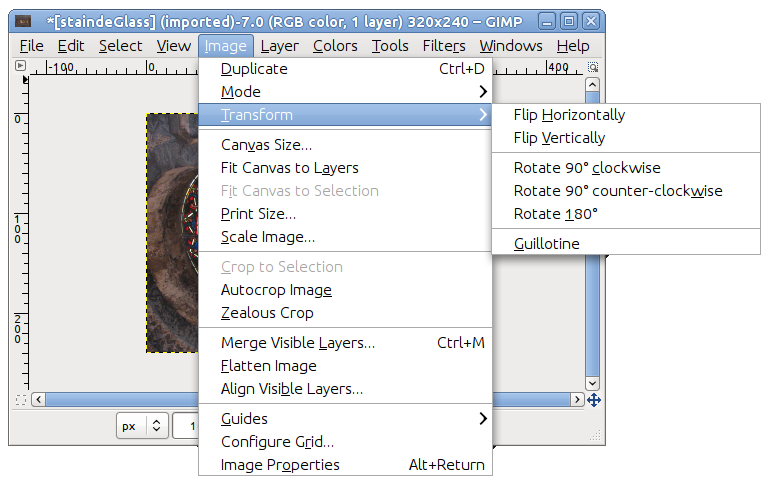 *[staindeGlass] (imported)-7.0 (RGB color, 1 layer) 320x240 – GIMP
File Edit Select View Image Layer Colors Tools Filters Windows Help
-100 0 400
Duplicate Ctrl+D
Mode
Transform
Flip Horizontally
Flip Vertically
Rotate 90° clockwise
Rotate 90° counter-clockwise
Rotate 180°
Guillotine
Canvas Size...
Fit Canvas to Layers
Fit Canvas to Selection
Print Size...
Scale Image...
Crop to Selection
Autocrop Image
Zealous Crop
Merge Visible Layers... Ctrl+M
Flatten Image
Align Visible Layers...
Guides
Configure Grid...
Image Properties Alt+Return
0
100
200
px 1